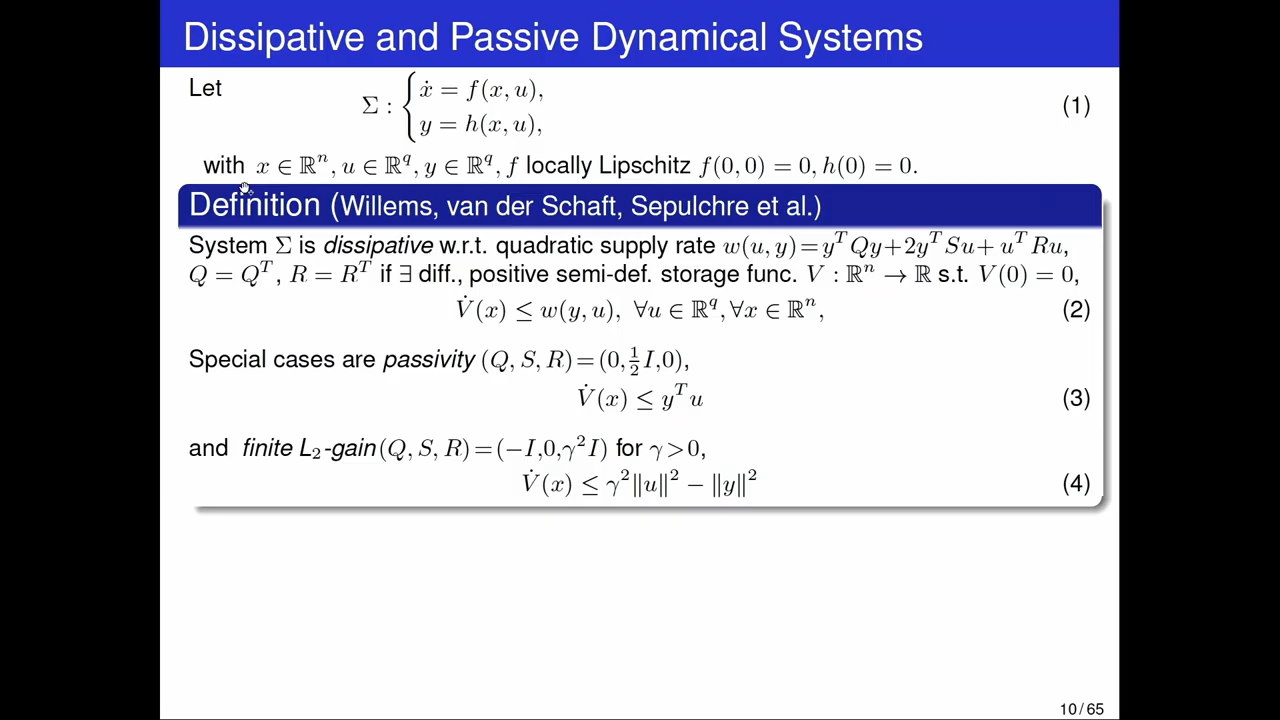 Dissipative and Passive Dynamical Systems
Let
Σ : { ẋ = f(x, u),
y = h(x, u),
(1)
with x ∈ ℝⁿ, u ∈ ℝ^q, y ∈ ℝ^q, f locally Lipschitz f(0, 0) = 0, h(0) = 0.
Definition (Willems, van der Schaft, Sepulchre et al.)
System Σ is dissipative w.r.t. quadratic supply rate w(u, y)=y^T Qy+2y^T Su+ u^T Ru,
Q = Q^T, R = R^T if ∃ diff., positive semi-def. storage func. V : ℝⁿ → ℝ s.t. V(0) = 0,
V̇(x) ≤ w(y, u), ∀u ∈ ℝ^q, ∀x ∈ ℝⁿ, (2)
Special cases are passivity (Q, S, R)=(0,½I,0),
V̇(x) ≤ y^T u (3)
and finite L₂-gain(Q, S, R)=(−I,0,γ²I) for γ>0,
V̇(x) ≤ γ²‖u‖² − ‖y‖² (4)
10 / 65